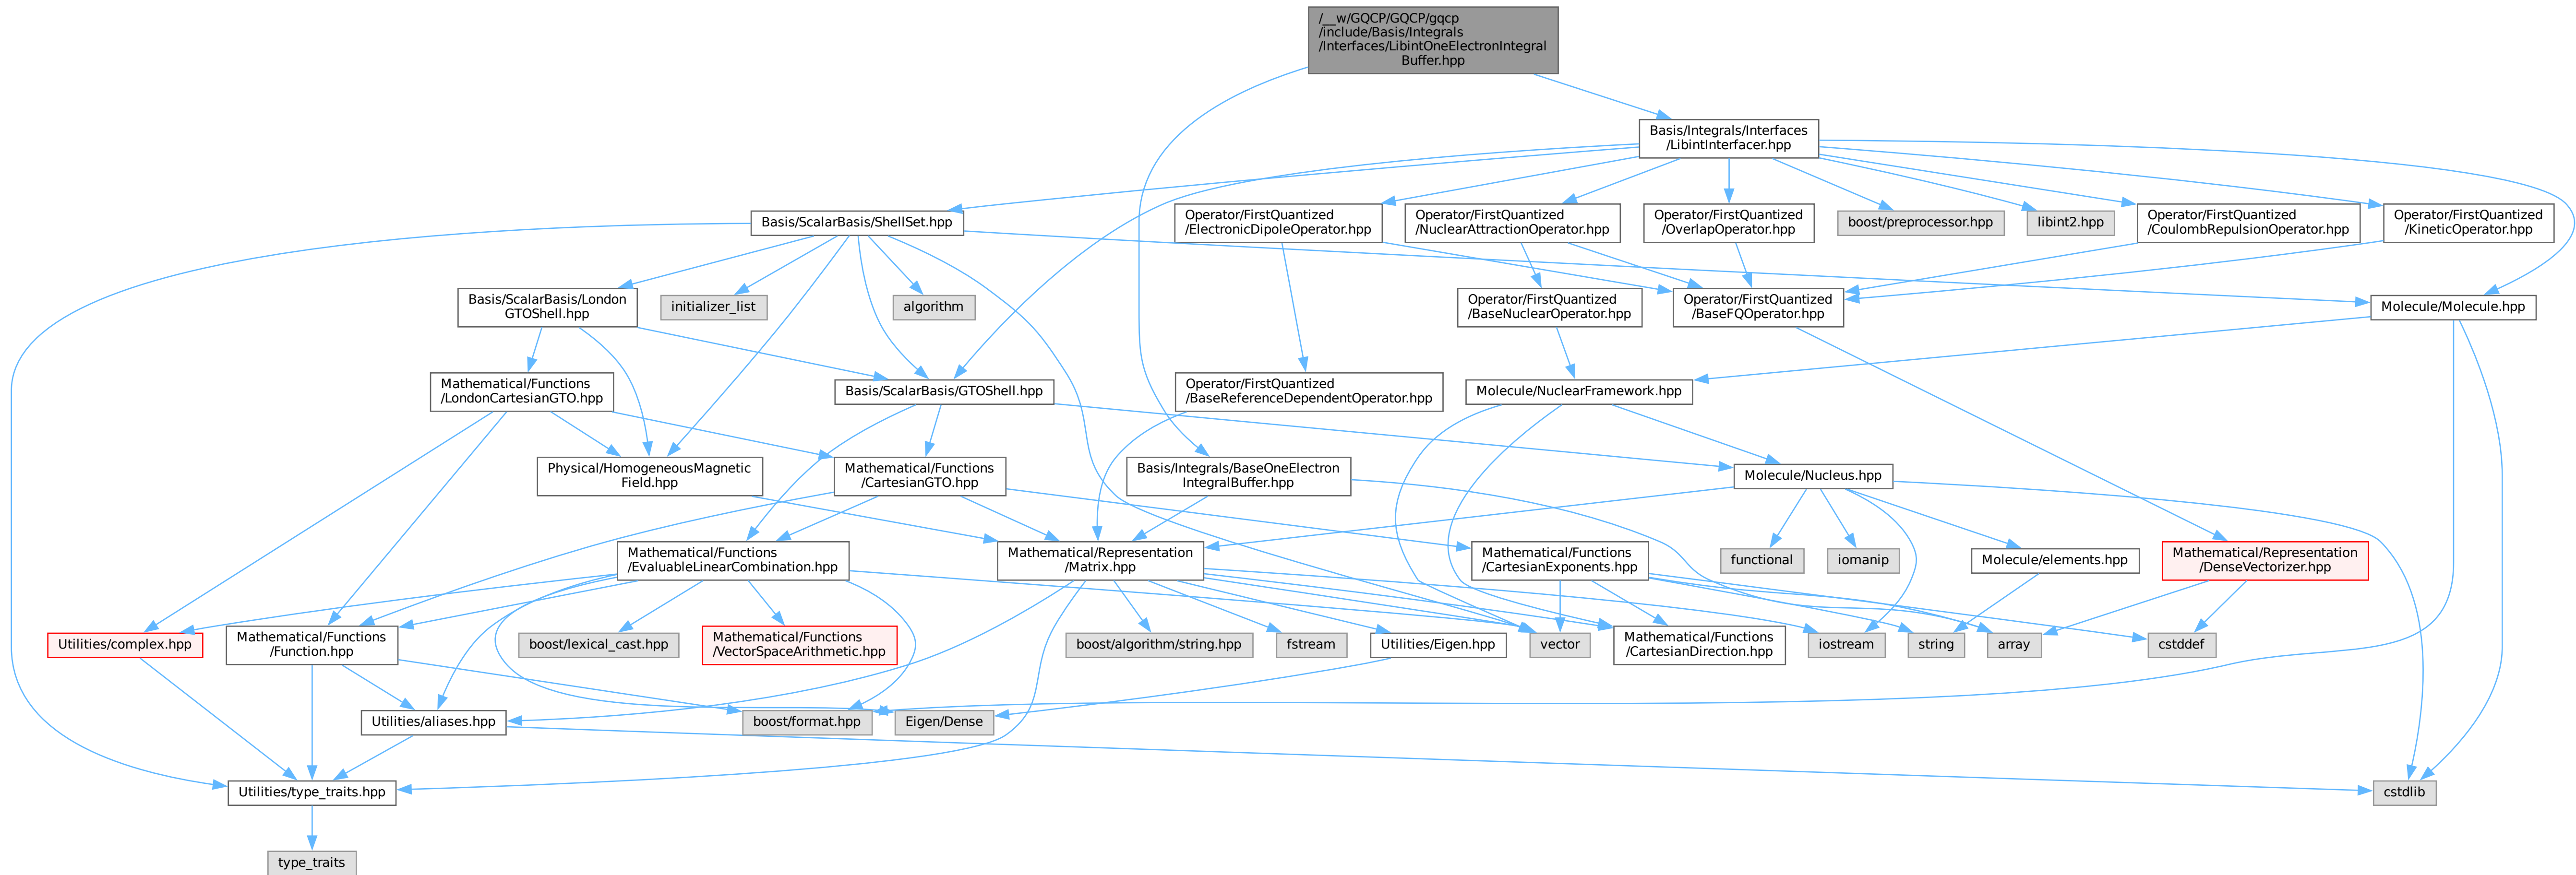 /__w/GQCP/GQCP/gqcp
/include/Basis/Integrals
/Interfaces/LibintOneElectronIntegral
Buffer.hpp
Basis/Integrals/Interfaces
/LibintInterfacer.hpp
Basis/ScalarBasis/ShellSet.hpp
Operator/FirstQuantized
/ElectronicDipoleOperator.hpp
Operator/FirstQuantized
/NuclearAttractionOperator.hpp
Operator/FirstQuantized
/OverlapOperator.hpp
boost/preprocessor.hpp
libint2.hpp
Operator/FirstQuantized
/CoulombRepulsionOperator.hpp
Operator/FirstQuantized
/KineticOperator.hpp
Basis/ScalarBasis/London
GTOShell.hpp
initializer_list
algorithm
Operator/FirstQuantized
/BaseNuclearOperator.hpp
Operator/FirstQuantized
/BaseFQOperator.hpp
Molecule/Molecule.hpp
Mathematical/Functions
/LondonCartesianGTO.hpp
Basis/ScalarBasis/GTOShell.hpp
Operator/FirstQuantized
/BaseReferenceDependentOperator.hpp
Molecule/NuclearFramework.hpp
Physical/HomogeneousMagnetic
Field.hpp
Mathematical/Functions
/CartesianGTO.hpp
Basis/Integrals/BaseOneElectron
IntegralBuffer.hpp
Molecule/Nucleus.hpp
Mathematical/Functions
/EvaluableLinearCombination.hpp
Mathematical/Representation
/Matrix.hpp
Mathematical/Functions
/CartesianExponents.hpp
functional
iomanip
Molecule/elements.hpp
Mathematical/Representation
/DenseVectorizer.hpp
Utilities/complex.hpp
Mathematical/Functions
/Function.hpp
boost/lexical_cast.hpp
Mathematical/Functions
/VectorSpaceArithmetic.hpp
boost/algorithm/string.hpp
fstream
Utilities/Eigen.hpp
vector
Mathematical/Functions
/CartesianDirection.hpp
iostream
string
array
cstddef
Utilities/aliases.hpp
boost/format.hpp
Eigen/Dense
Utilities/type_traits.hpp
cstdlib
type_traits